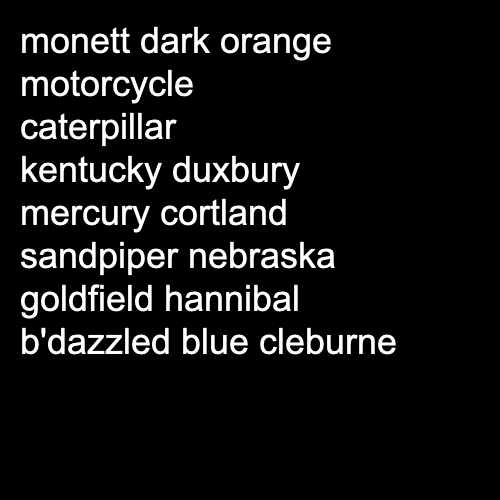 monett dark orange
motorcycle
caterpillar
kentucky duxbury
mercury cortland
sandpiper nebraska
goldfield hannibal
b'dazzled blue cleburne